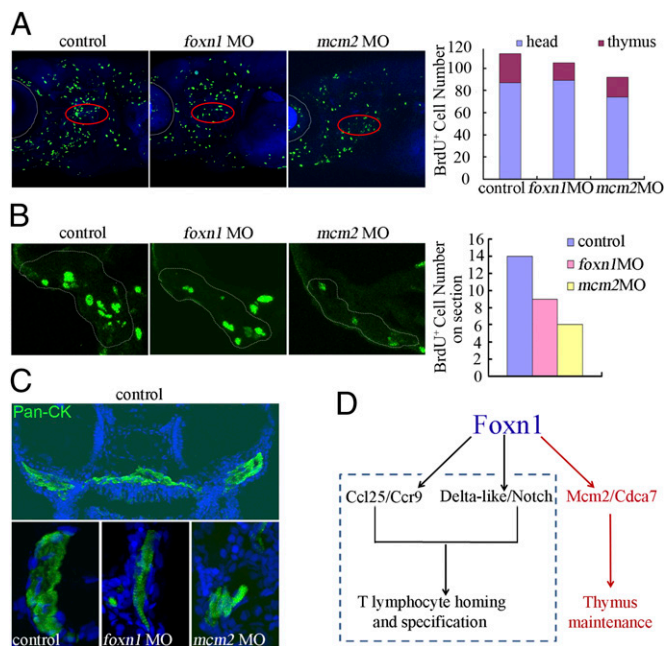 A
control
foxn1 MO
mcm2 MO
head
thymus
BrdU+ Cell Number
120
100
80
60
40
20
0
control foxn1MO mcm2MO
B
control
foxn1 MO
mcm2 MO
BrdU+ Cell Number
on section
16
14
12
10
8
6
4
2
0
control
foxn1MO
mcm2MO
C
control
Pan-CK
control
foxn1 MO
mcm2 MO
D
Foxn1
Ccl25/Ccr9
Delta-like/Notch
Mcm2/Cdca7
T lymphocyte homing
and specification
Thymus
maintenance